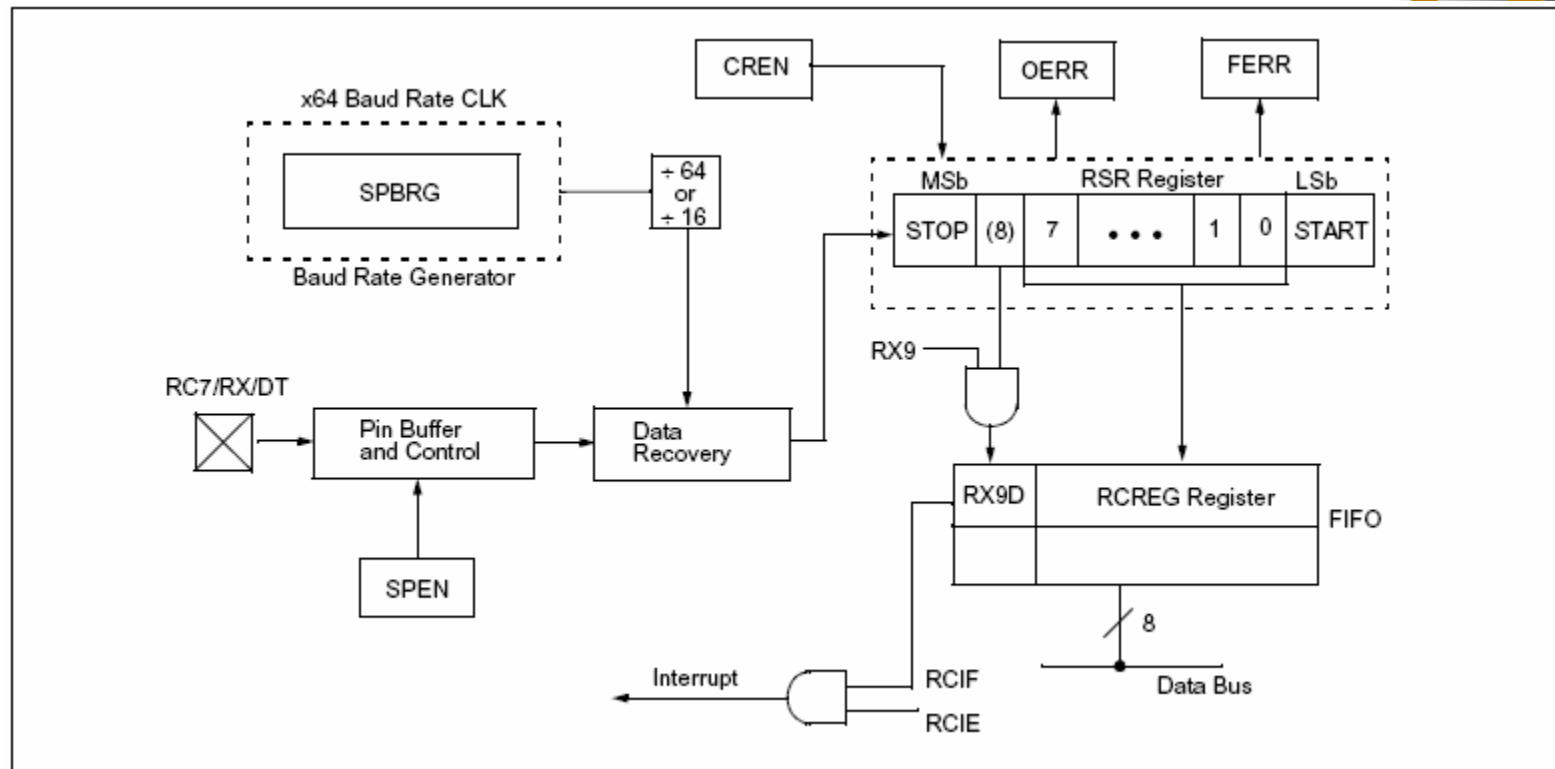 CREN
OERR
FERR
x64 Baud Rate CLK
SPBRG
÷ 64
or
÷ 16
Baud Rate Generator
MSb
RSR Register
LSb
STOP
(8)
7
• • •
1
0
START
RX9
RC7/RX/DT
Pin Buffer
and Control
Data
Recovery
SPEN
RX9D
RCREG Register
FIFO
8
Data Bus
Interrupt
RCIF
RCIE